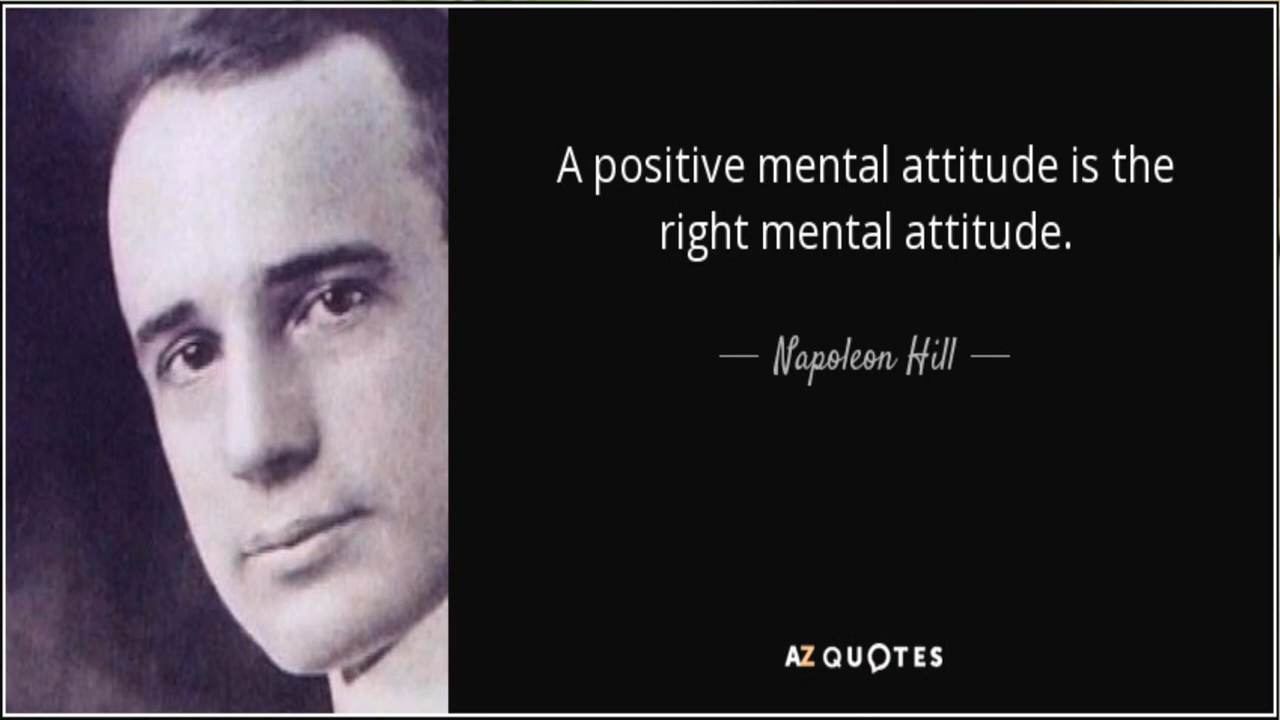 A positive mental attitude is the
right mental attitude.
Napoleon Hill
AZ QUOTES